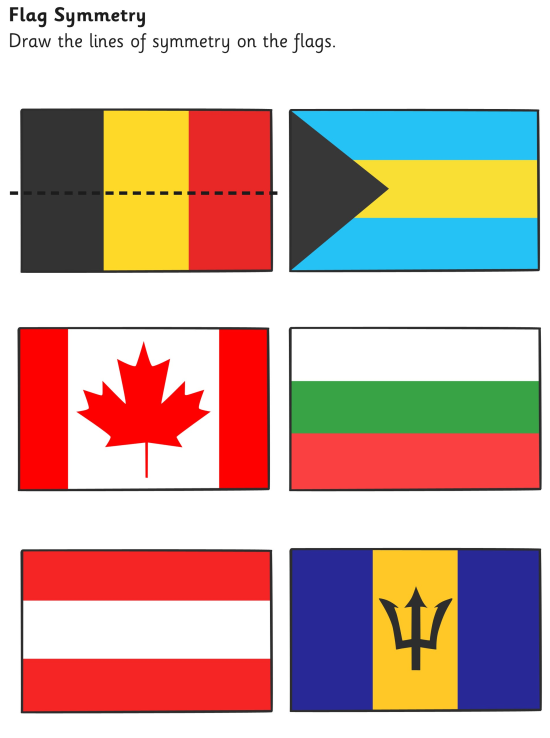 Flag Symmetry
Draw the lines of symmetry on the flags.